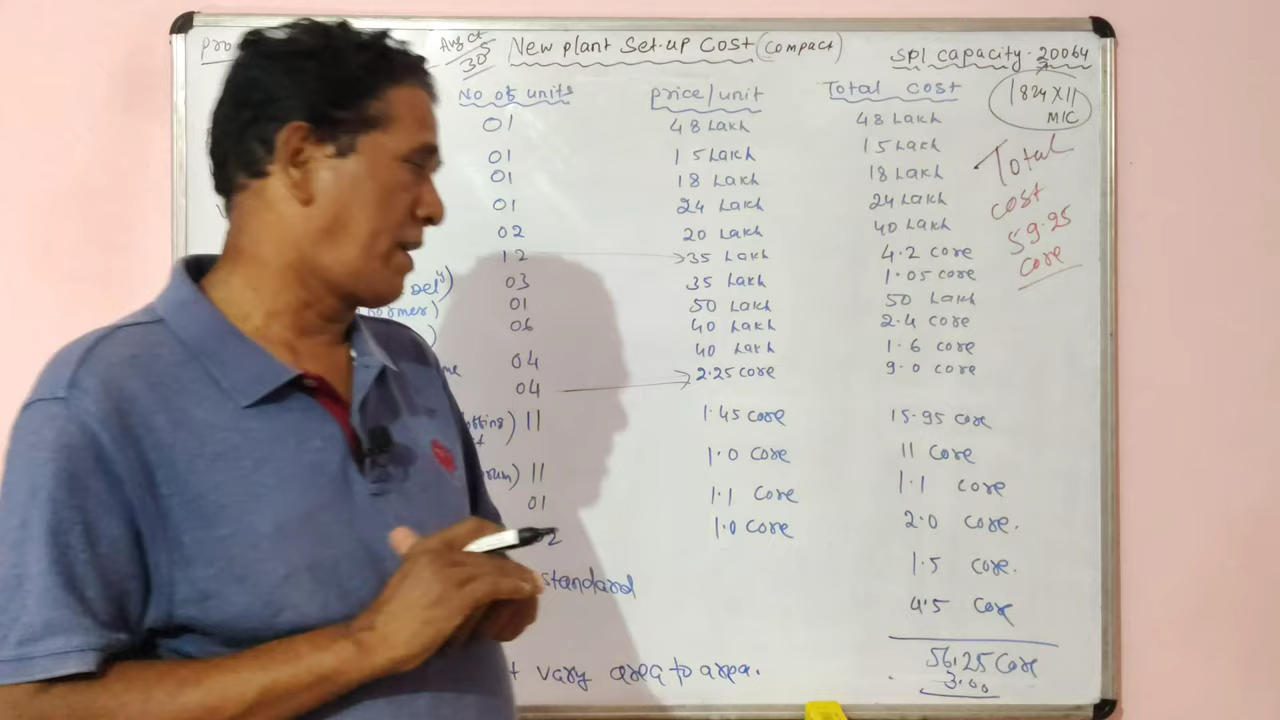 pro Avg Ct 30s New plant Set-up Cost (compact) spl capacity - 20064
No of units price/unit Total cost 1824 X 11 M/C
01 48 Lakh 48 Lakh
01 15 Lakh 15 Lakh
01 18 Lakh 18 Lakh
01 24 Lakh 24 Lakh
02 20 Lakh 40 Lakh
12 35 Lakh 4.2 core
Del'y) 03 35 Lakh 1.05 core
01 50 Lakh 50 Lakh
06 40 Lakh 2.4 core
04 40 Lakh 1.6 core
04 2.25 core 9.0 core
11 1.45 core 15.95 core
11 1.0 core 11 core
01 1.1 core 1.1 core
02 1.0 core 2.0 core.
standard 1.5 core.
4.5 core
56.25 core
3.00
vary area to area.
Total
cost
59.25
core